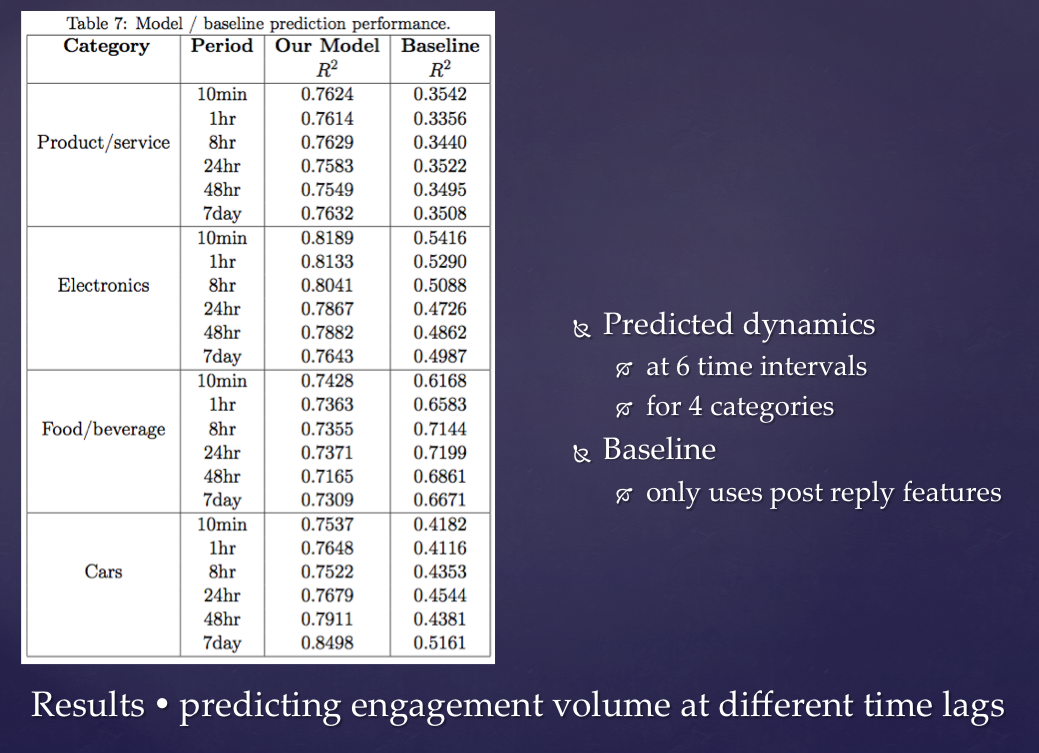 Table 7: Model / baseline prediction performance.
Category Period Our Model Baseline
R² R²
10min 0.7624 0.3542
1hr 0.7614 0.3356
Product/service 8hr 0.7629 0.3440
24hr 0.7583 0.3522
48hr 0.7549 0.3495
7day 0.7632 0.3508
10min 0.8189 0.5416
1hr 0.8133 0.5290
Electronics 8hr 0.8041 0.5088
24hr 0.7867 0.4726
48hr 0.7882 0.4862
7day 0.7643 0.4987
10min 0.7428 0.6168
1hr 0.7363 0.6583
Food/beverage 8hr 0.7355 0.7144
24hr 0.7371 0.7199
48hr 0.7165 0.6861
7day 0.7309 0.6671
10min 0.7537 0.4182
1hr 0.7648 0.4116
Cars 8hr 0.7522 0.4353
24hr 0.7679 0.4544
48hr 0.7911 0.4381
7day 0.8498 0.5161
Predicted dynamics
at 6 time intervals
for 4 categories
Baseline
only uses post reply features
Results • predicting engagement volume at different time lags